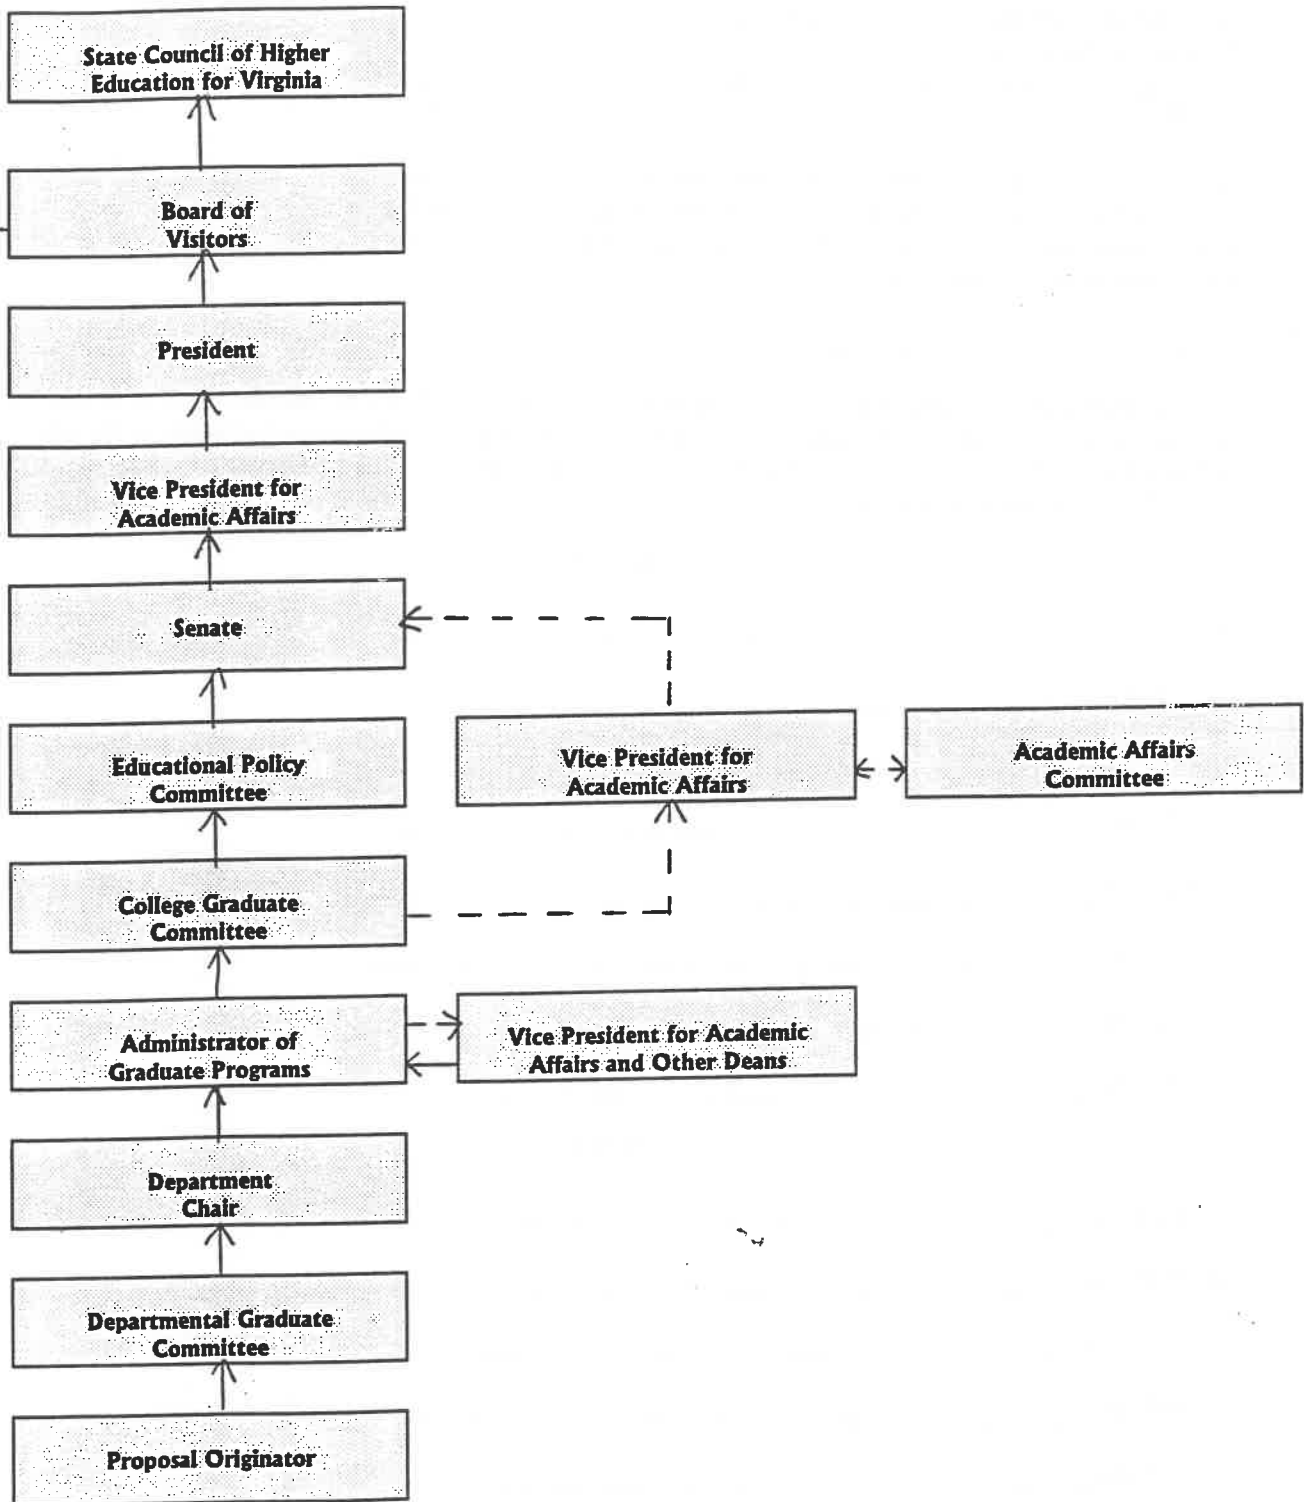 State Council of Higher
Education for Virginia
Board of
Visitors
President
Vice President for
Academic Affairs
Senate
Educational Policy
Committee
Vice President for
Academic Affairs
Academic Affairs
Committee
College Graduate
Committee
Administrator of
Graduate Programs
Vice President for Academic
Affairs and Other Deans
Department
Chair
Departmental Graduate
Committee
Proposal Originator